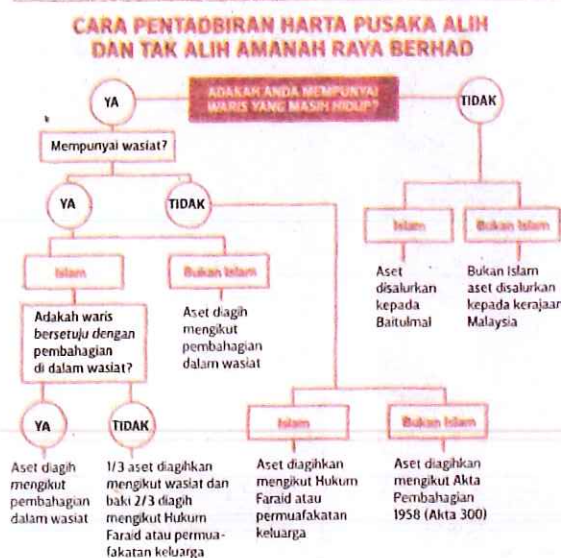 CARA PENTADBIRAN HARTA PUSAKA ALIH
DAN TAK ALIH AMANAH RAYA BERHAD
ADAKAH ANDA MEMPUNYAI
WARIS YANG MASIH HIDUP?
YA
TIDAK
Mempunyai wasiat?
YA
TIDAK
Islam
Bukan Islam
Adakah waris
bersetuju dengan
pembahagian
di dalam wasiat?
Aset diagih
mengikut
pembahagian
dalam wasiat
Islam
Bukan Islam
Aset
disalurkan
kepada
Baitulmal
Bukan Islam
aset disalurkan
kepada kerajaan
Malaysia
YA
TIDAK
Aset diagih
mengikut
pembahagian
dalam wasiat
1/3 aset diagihkan
mengikut wasiat dan
baki 2/3 diagih
mengikut Hukum
Faraid atau permua-
fakatan keluarga
Islam
Bukan Islam
Aset diagihkan
mengikut Hukum
Faraid atau
permuafakatan
keluarga
Aset diagihkan
mengikut Akta
Pembahagian
1958 (Akta 300)